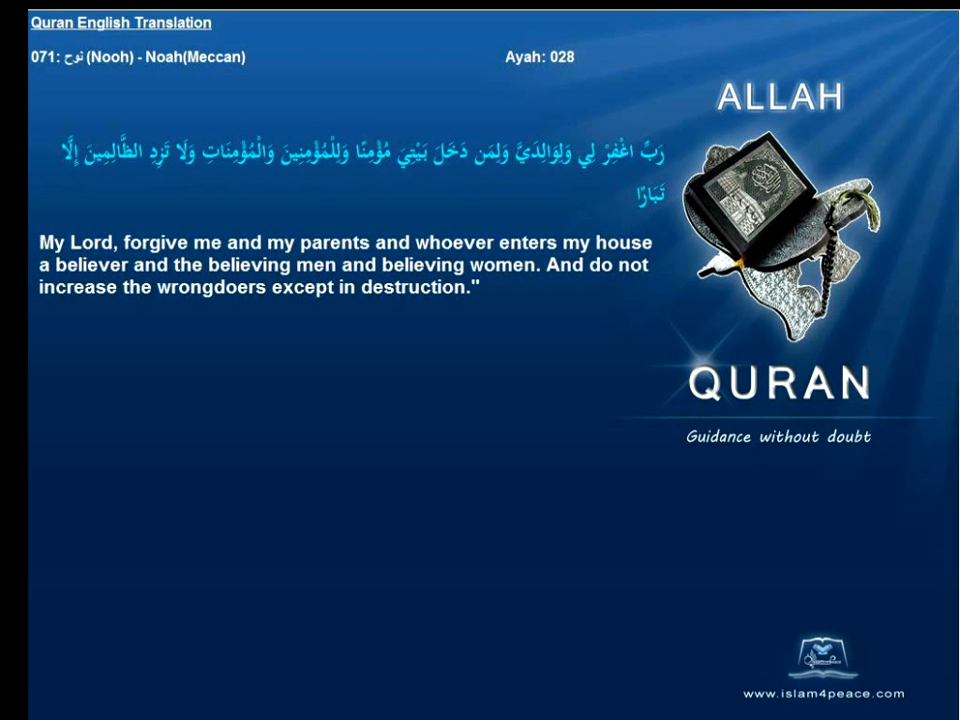 Quran English Translation
071: نوح (Nooh) - Noah(Meccan) Ayah: 028
ALLAH
رَبِّ اغْفِرْ لِي وَلِوَالِدَيَّ وَلِمَن دَخَلَ بَيْتِيَ مُؤْمِنًا وَلِلْمُؤْمِنِينَ وَالْمُؤْمِنَاتِ وَلَا تَزِدِ الظَّالِمِينَ إِلَّا
تَبَارًا
My Lord, forgive me and my parents and whoever enters my house
a believer and the believing men and believing women. And do not
increase the wrongdoers except in destruction."
QURAN
Guidance without doubt
www.islam4peace.com